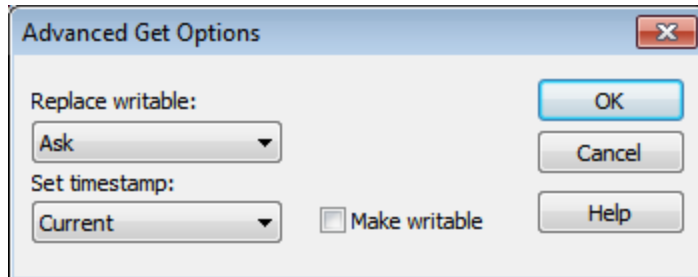 Advanced Get Options
Replace writable:
OK
Ask
Cancel
Set timestamp:
Current
Make writable
Help